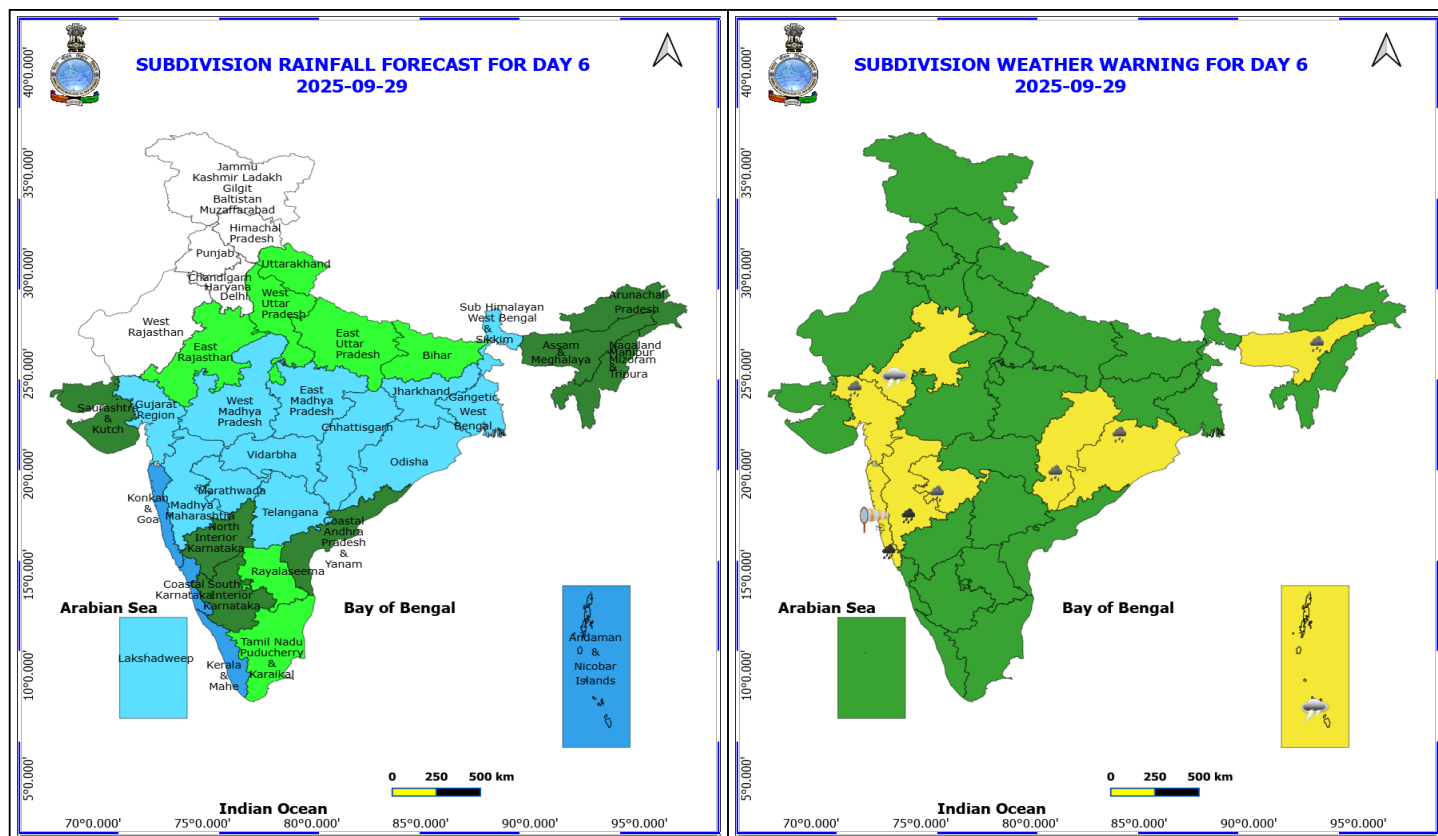 SUBDIVISION RAINFALL FORECAST FOR DAY 6
2025-09-29
40°0.000'
35°0.000'
30°0.000'
25°0.000'
20°0.000'
15°0.000'
10°0.000'
5°0.000'
Jammu
Kashmir Ladakh
Gilgit
Baltistan
Muzaffarabad
Himachal
Pradesh
Punjab
Uttarakhand
Chandigarh
Haryana
Delhi
West
Uttar
Pradesh
West
Rajasthan
East
Rajasthan
East
Uttar
Pradesh
Bihar
Sub Himalayan
West Bengal
&
Sikkim
Arunachal
Pradesh
Assam
&
Meghalaya
Nagaland
Manipur
Mizoram
&
Tripura
Saurashtra
&
Kutch
Gujarat
Region
West
Madhya
Pradesh
East
Madhya
Pradesh
Jharkhand
Gangetic
West
Bengal
Chhattisgarh
Vidarbha
Odisha
Konkan
&
Goa
Madhya
Maharashtra
Marathwada
Telangana
North
Interior
Karnataka
Coastal
Andhra
Pradesh
&
Yanam
Rayalaseema
Coastal
Karnataka
South
Interior
Karnataka
Arabian Sea
Bay of Bengal
Lakshadweep
Kerala
&
Mahe
Tamil Nadu
Puducherry
&
Karaikal
Andaman
&
Nicobar
Islands
0 250 500 km
Indian Ocean
70°0.000' 75°0.000' 80°0.000' 85°0.000' 90°0.000' 95°0.000'
SUBDIVISION WEATHER WARNING FOR DAY 6
2025-09-29
40°0.000'
35°0.000'
30°0.000'
25°0.000'
20°0.000'
15°0.000'
10°0.000'
5°0.000'
Arabian Sea
Bay of Bengal
0 250 500 km
Indian Ocean
70°0.000' 75°0.000' 80°0.000' 85°0.000' 90°0.000' 95°0.000'